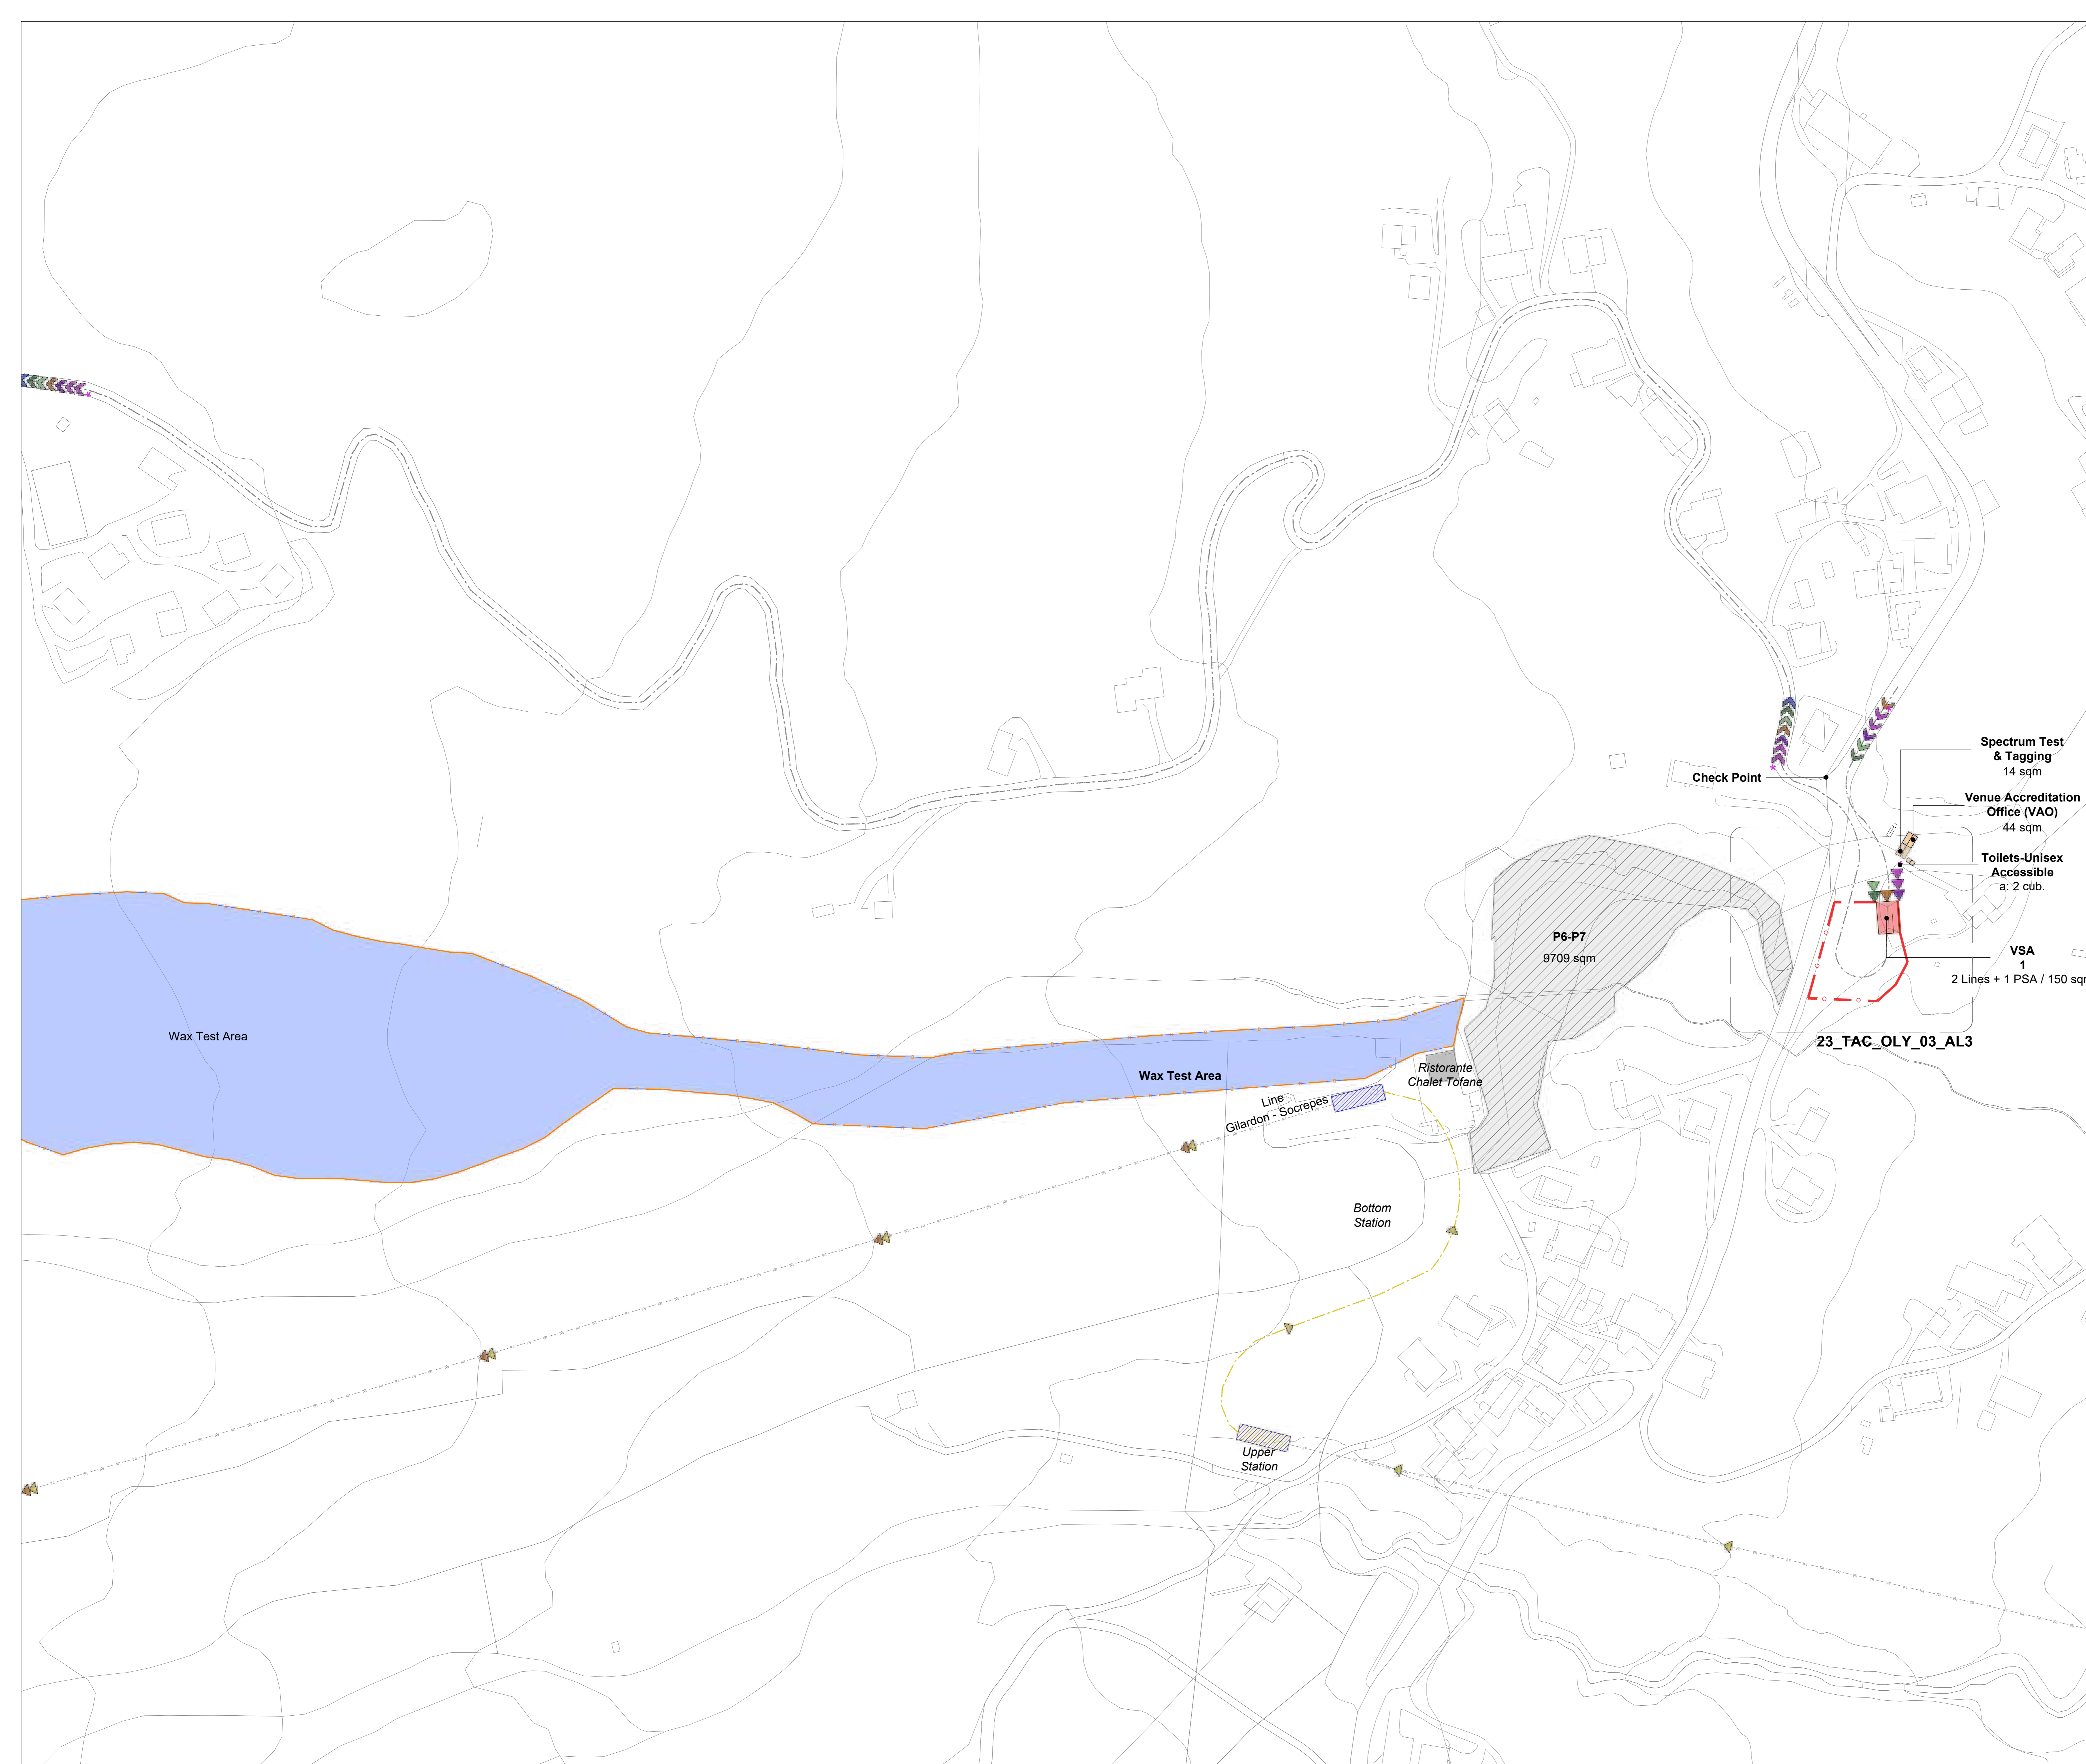 Spectrum Test
& Tagging
14 sqm
Check Point
Venue Accreditation
Office (VAO)
44 sqm
Toilets-Unisex
Accessible
a: 2 cub.
P6-P7
9709 sqm
VSA
1
2 Lines + 1 PSA / 150 sqm
23_TAC_OLY_03_AL3
Wax Test Area
Wax Test Area
Ristorante
Chalet Tofane
Line
Gilardon - Socrepes
Bottom
Station
Upper
Station